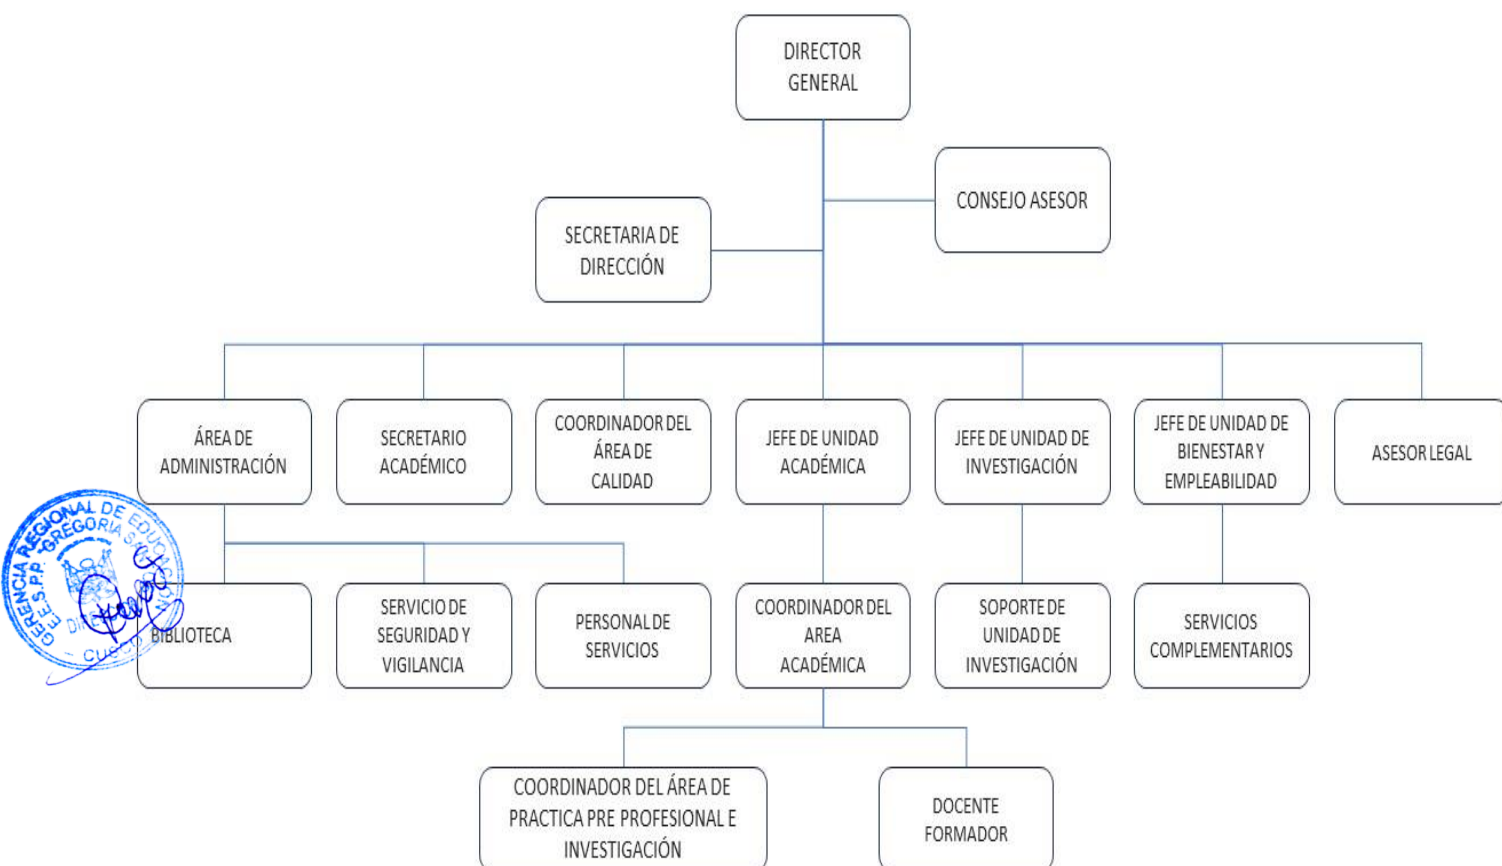 DIRECTOR
GENERAL
CONSEJO ASESOR
SECRETARIA DE
DIRECCIÓN
ÁREA DE
ADMINISTRACIÓN
SECRETARIO
ACADÉMICO
COORDINADOR DEL
ÁREA DE
CALIDAD
JEFE DE UNIDAD
ACADÉMICA
JEFE DE UNIDAD DE
INVESTIGACIÓN
JEFE DE UNIDAD DE
BIENESTAR Y
EMPLEABILIDAD
ASESOR LEGAL
GERENCIA REGIONAL DE EDUCACIÓN
E.E.S.P.P. "GREGORIA
CUSCO
BIBLIOTECA
SERVICIO DE
SEGURIDAD Y
VIGILANCIA
PERSONAL DE
SERVICIOS
COORDINADOR DEL
AREA
ACADÉMICA
SOPORTE DE
UNIDAD DE
INVESTIGACIÓN
SERVICIOS
COMPLEMENTARIOS
COORDINADOR DEL ÁREA DE
PRACTICA PRE PROFESIONAL E
INVESTIGACIÓN
DOCENTE
FORMADOR